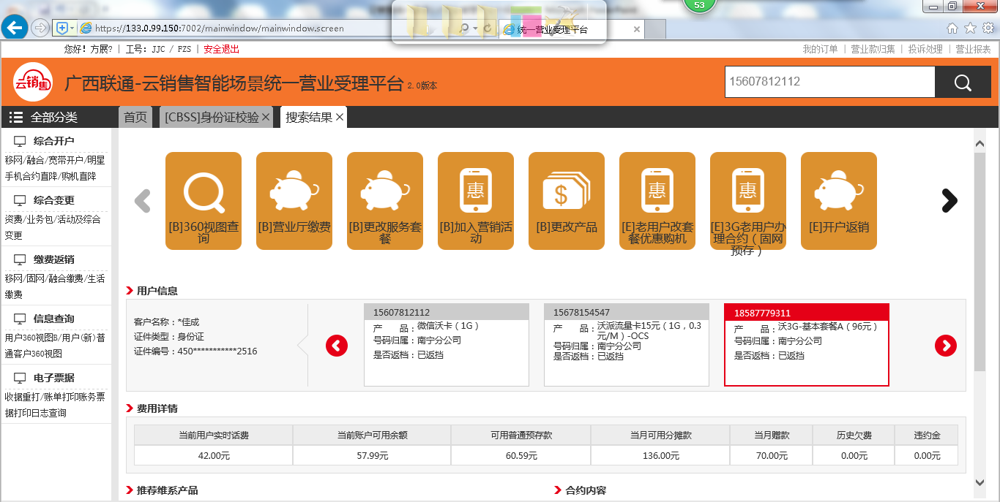 53
https://133.0.99.150:7002/mainwindow/mainwindow.screen
统一营业受理平台
您好！方展? | 工号：JJC / FZS | 安全退出
我的订单 | 营业款归集 | 投诉处理 | 营业报表
云销售
广西联通-云销售智能场景统一营业受理平台 2.0版本
15607812112
全部分类
首页
[CBSS]身份证校验
搜索结果
综合开户
移网/融合/宽带开户/明星
手机合约直降/购机直降
综合变更
资费/业务包/活动及综合
变更
缴费返销
移网/固网/融合缴费/生活
缴费
信息查询
用户360视图B/用户(新)普
通客户360视图
电子票据
收据重打/账单打印账务票
据打印日志查询
[B]360视图查
询
[B]营业厅缴费
[B]更改服务套
餐
惠
[B]加入营销活
动
$
[B]更改产品
惠
[E]老用户改套
餐优惠购机
惠
[E]3G老用户办
理合约（固网
预存）
[E]开户返销
用户信息
客户名称：*佳成
证件类型：身份证
证件编号：450***********2516
15607812112
产 品：微信沃卡（1G）
号码归属：南宁分公司
是否返档：已返挡
15678154547
产 品：沃派流量卡15元（1G，0.3
元/M）-OCS
号码归属：南宁分公司
是否返档：已返挡
18587779311
产 品：沃3G-基本套餐A（96元）
号码归属：南宁分公司
是否返档：已返挡
费用详情
当前用户实时话费 当前账户可用余额 可用普通预存款 当月可用分摊款 当月赠款 历史欠费 违约金
42.00元 57.99元 60.59元 136.00元 70.00元 0.00元 0.00元
推荐维系产品
合约内容